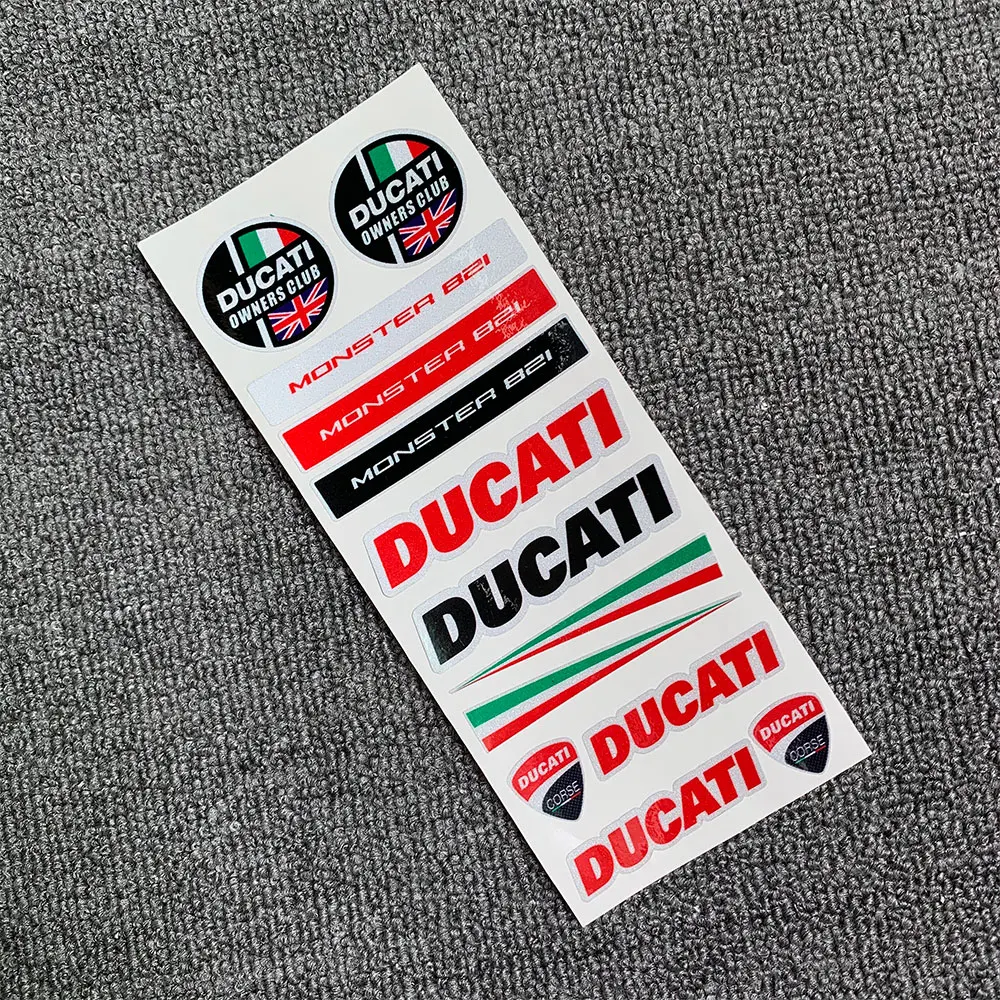 DUCATI
OWNERS CLUB
DUCATI
OWNERS CLUB
MONSTER 821
MONSTER 821
MONSTER 821
DUCATI
DUCATI
DUCATI
DUCATI
CORSE
DUCATI
CORSE
DUCATI